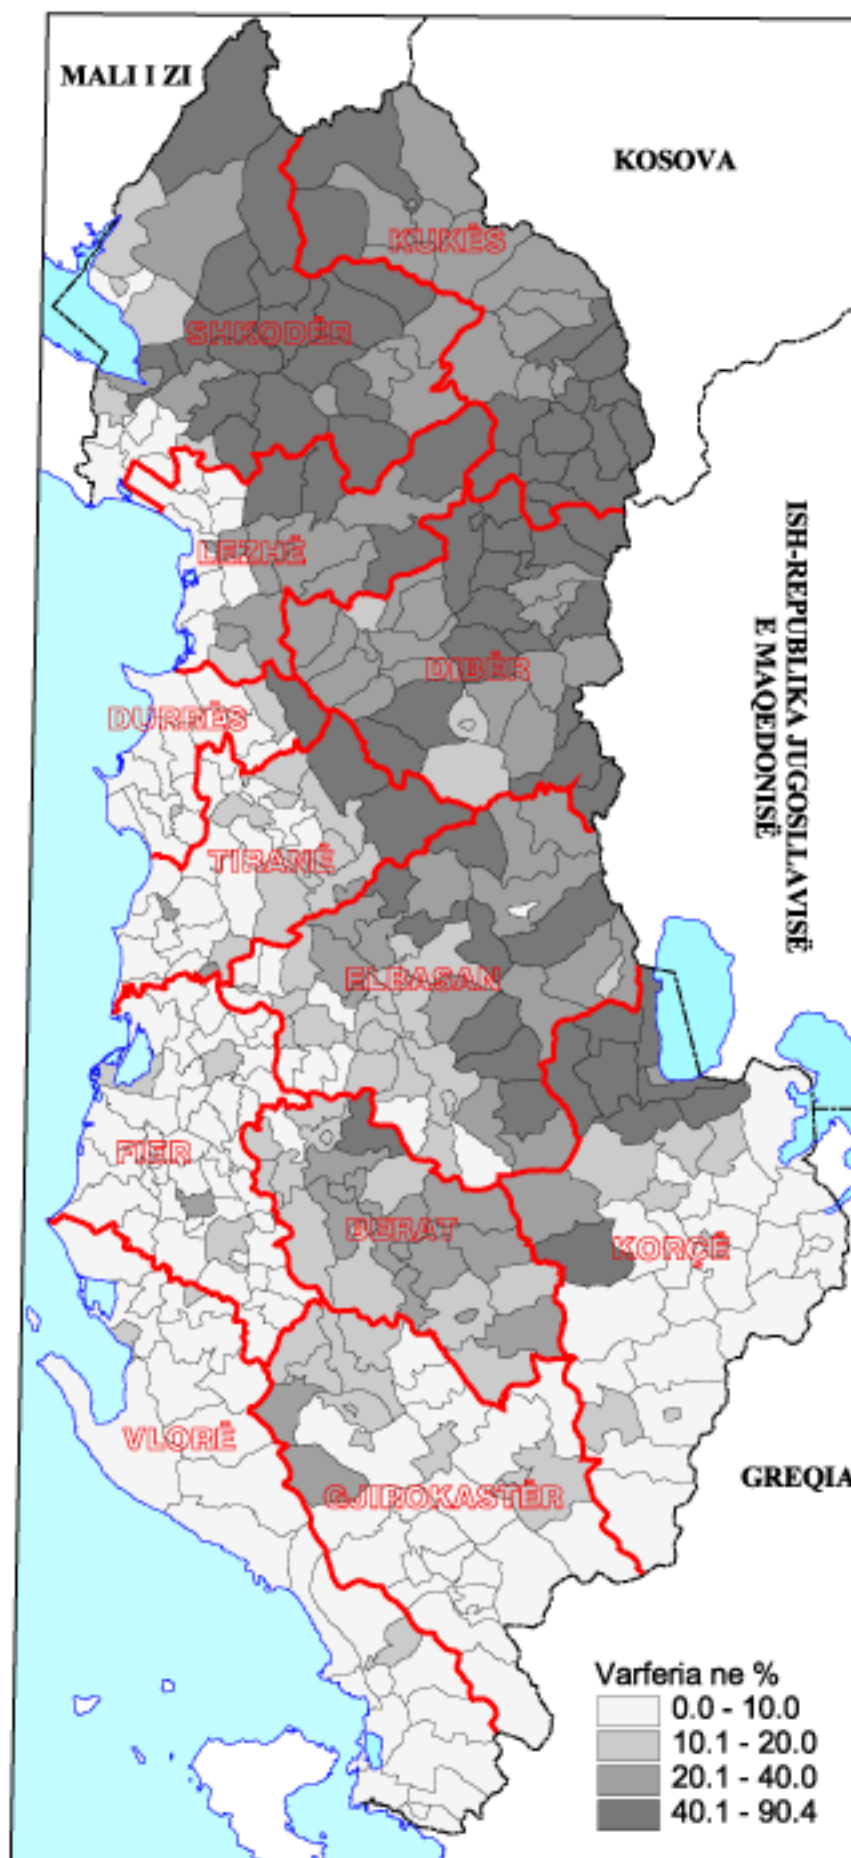 MALI I ZI
KOSOVA
KUKËS
SHKODËR
LEZHË
ISH-REPUBLIKA JUGOSLLAVISË
E MAQEDONISË
DIBËR
DURRËS
TIRANË
ELBASAN
FIER
BERAT
KORÇË
VLORË
GREQIA
GJIROKASTËR
Varferia ne %
0.0 - 10.0
10.1 - 20.0
20.1 - 40.0
40.1 - 90.4